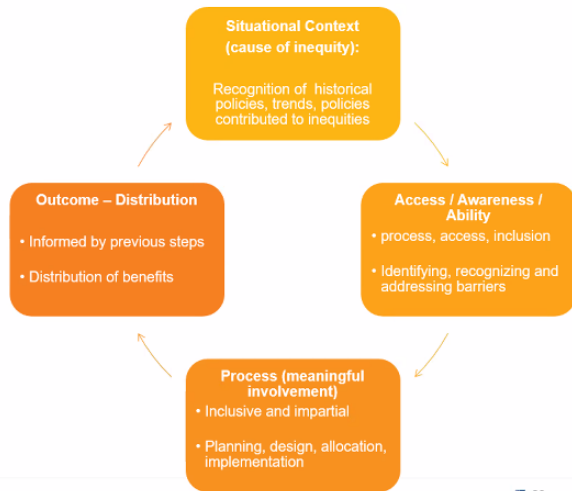 Situational Context
(cause of inequity):
Recognition of historical
policies, trends, policies
contributed to inequities
Access / Awareness /
Ability
• process, access, inclusion
• Identifying, recognizing and
addressing barriers
Process (meaningful
involvement)
• Inclusive and impartial
• Planning, design, allocation,
implementation
Outcome – Distribution
• Informed by previous steps
• Distribution of benefits